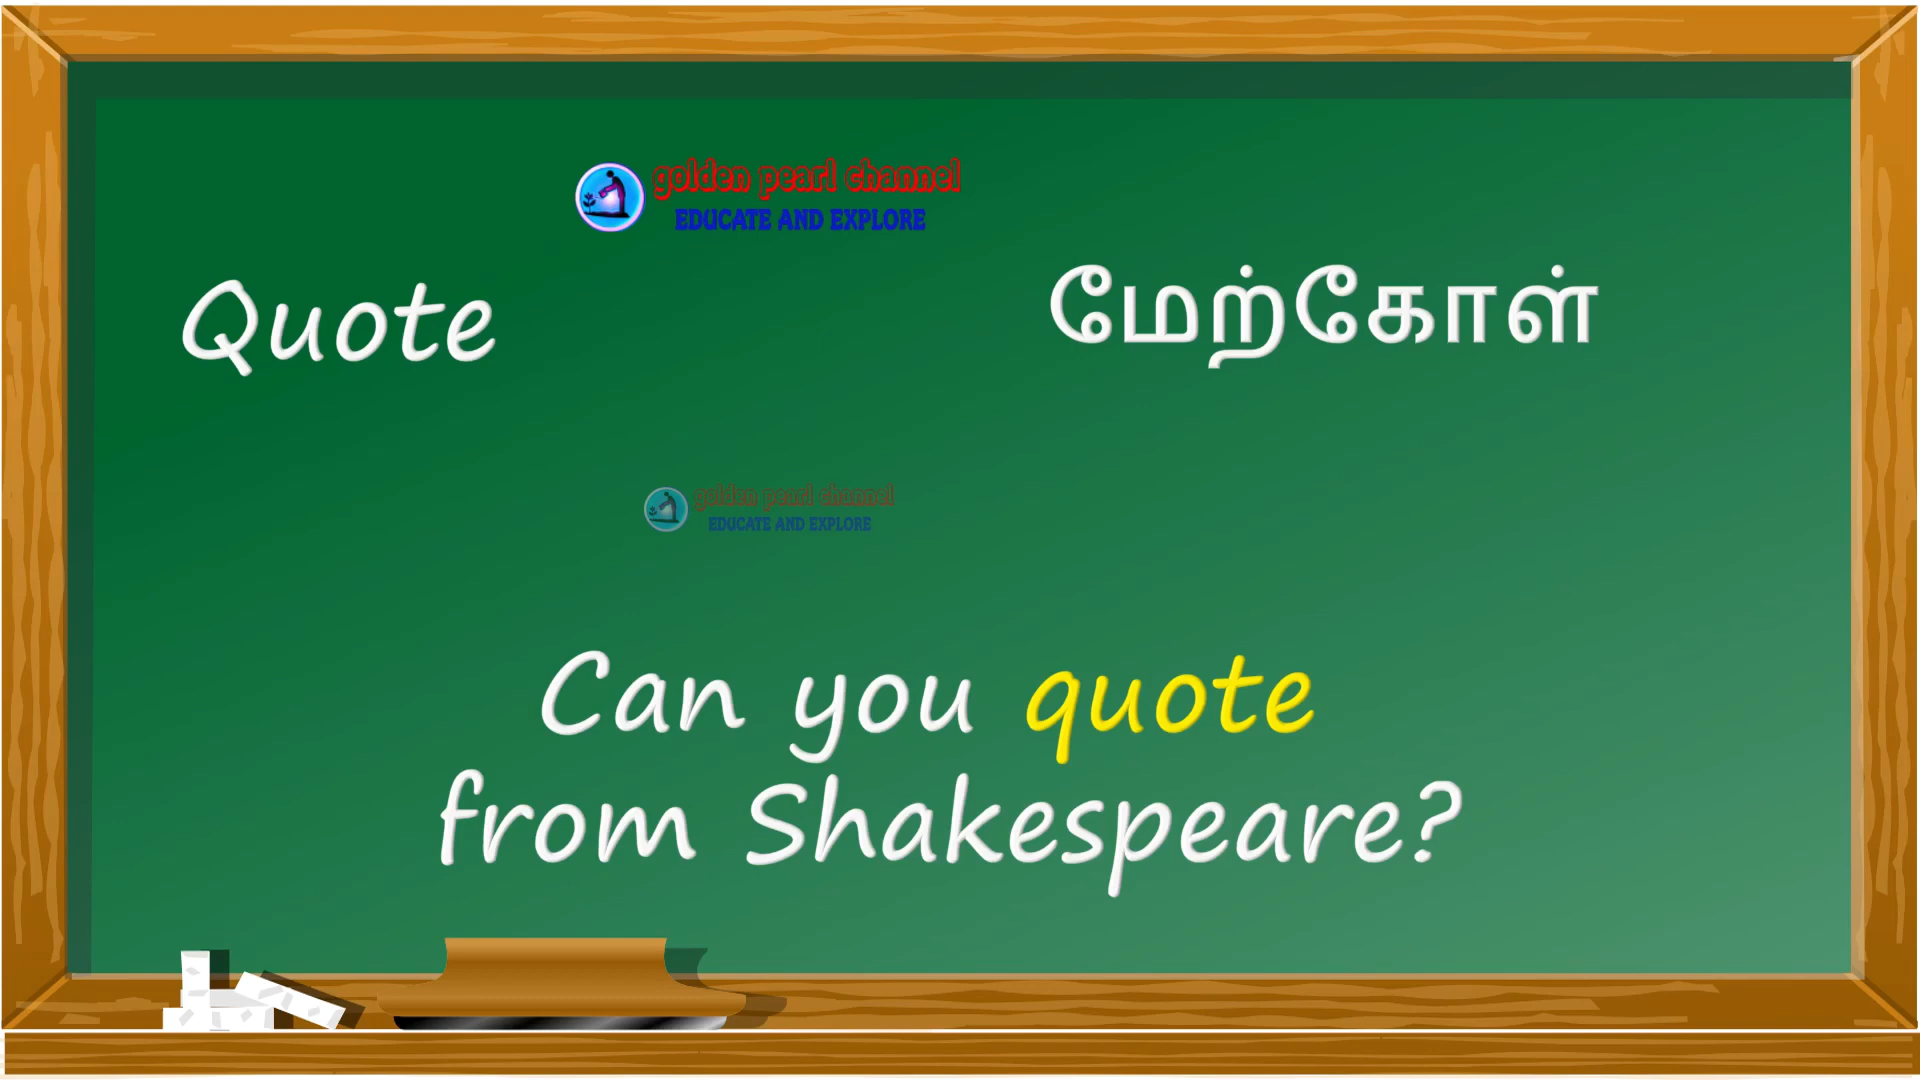 golden pearl channel
EDUCATE AND EXPLORE
Quote
மேற்கோள்
golden pearl channel
EDUCATE AND EXPLORE
Can you quote
from Shakespeare?